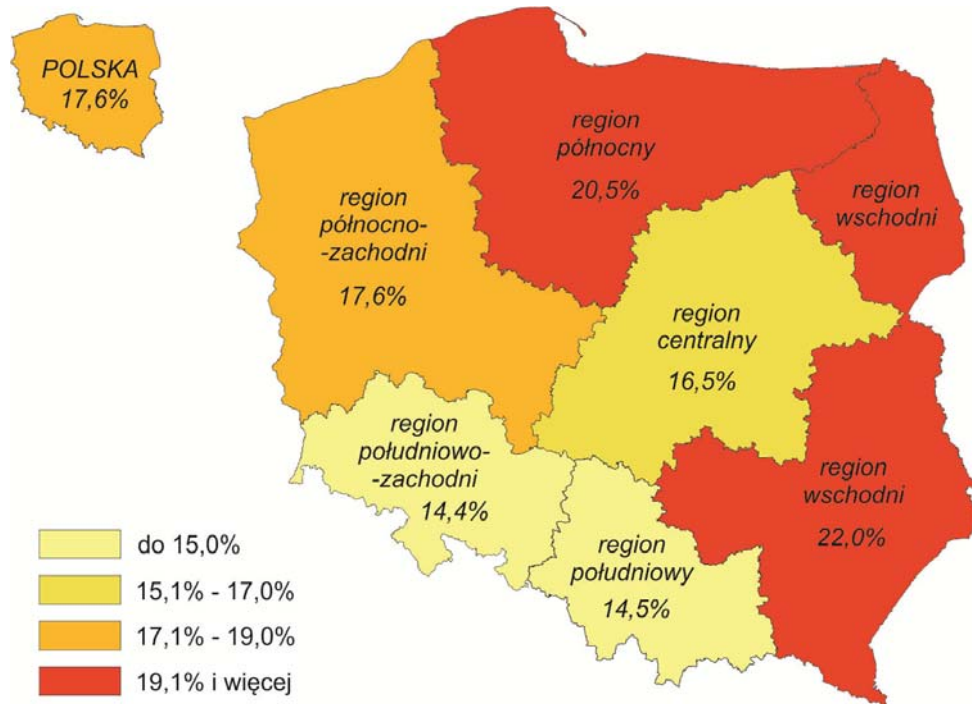 POLSKA
17,6%
region
północny
20,5%
region
wschodni
region
północno-
-zachodni
17,6%
region
centralny
16,5%
region
południowo-
-zachodni
14,4%
region
wschodni
22,0%
region
południowy
14,5%
do 15,0%
15,1% - 17,0%
17,1% - 19,0%
19,1% i więcej